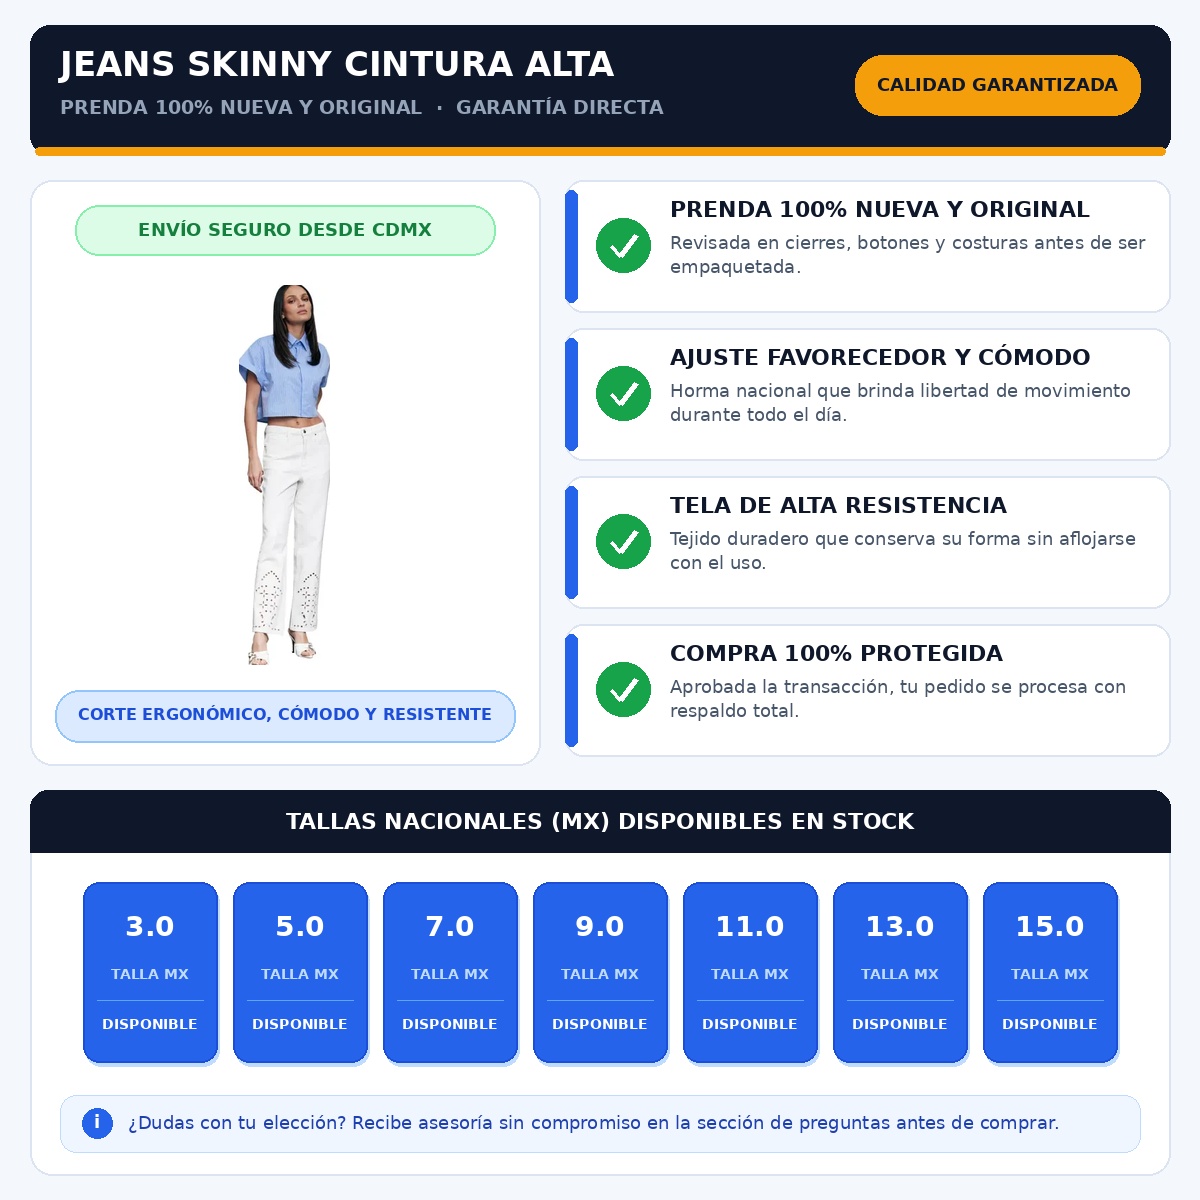 JEANS SKINNY CINTURA ALTA
PRENDA 100% NUEVA Y ORIGINAL · GARANTÍA DIRECTA
CALIDAD GARANTIZADA
ENVÍO SEGURO DESDE CDMX
CORTE ERGONÓMICO, CÓMODO Y RESISTENTE
PRENDA 100% NUEVA Y ORIGINAL
Revisada en cierres, botones y costuras antes de ser
empaquetada.
AJUSTE FAVORECEDOR Y CÓMODO
Horma nacional que brinda libertad de movimiento
durante todo el día.
TELA DE ALTA RESISTENCIA
Tejido duradero que conserva su forma sin aflojarse
con el uso.
COMPRA 100% PROTEGIDA
Aprobada la transacción, tu pedido se procesa con
respaldo total.
TALLAS NACIONALES (MX) DISPONIBLES EN STOCK
3.0
TALLA MX
DISPONIBLE
5.0
TALLA MX
DISPONIBLE
7.0
TALLA MX
DISPONIBLE
9.0
TALLA MX
DISPONIBLE
11.0
TALLA MX
DISPONIBLE
13.0
TALLA MX
DISPONIBLE
15.0
TALLA MX
DISPONIBLE
i ¿Dudas con tu elección? Recibe asesoría sin compromiso en la sección de preguntas antes de comprar.